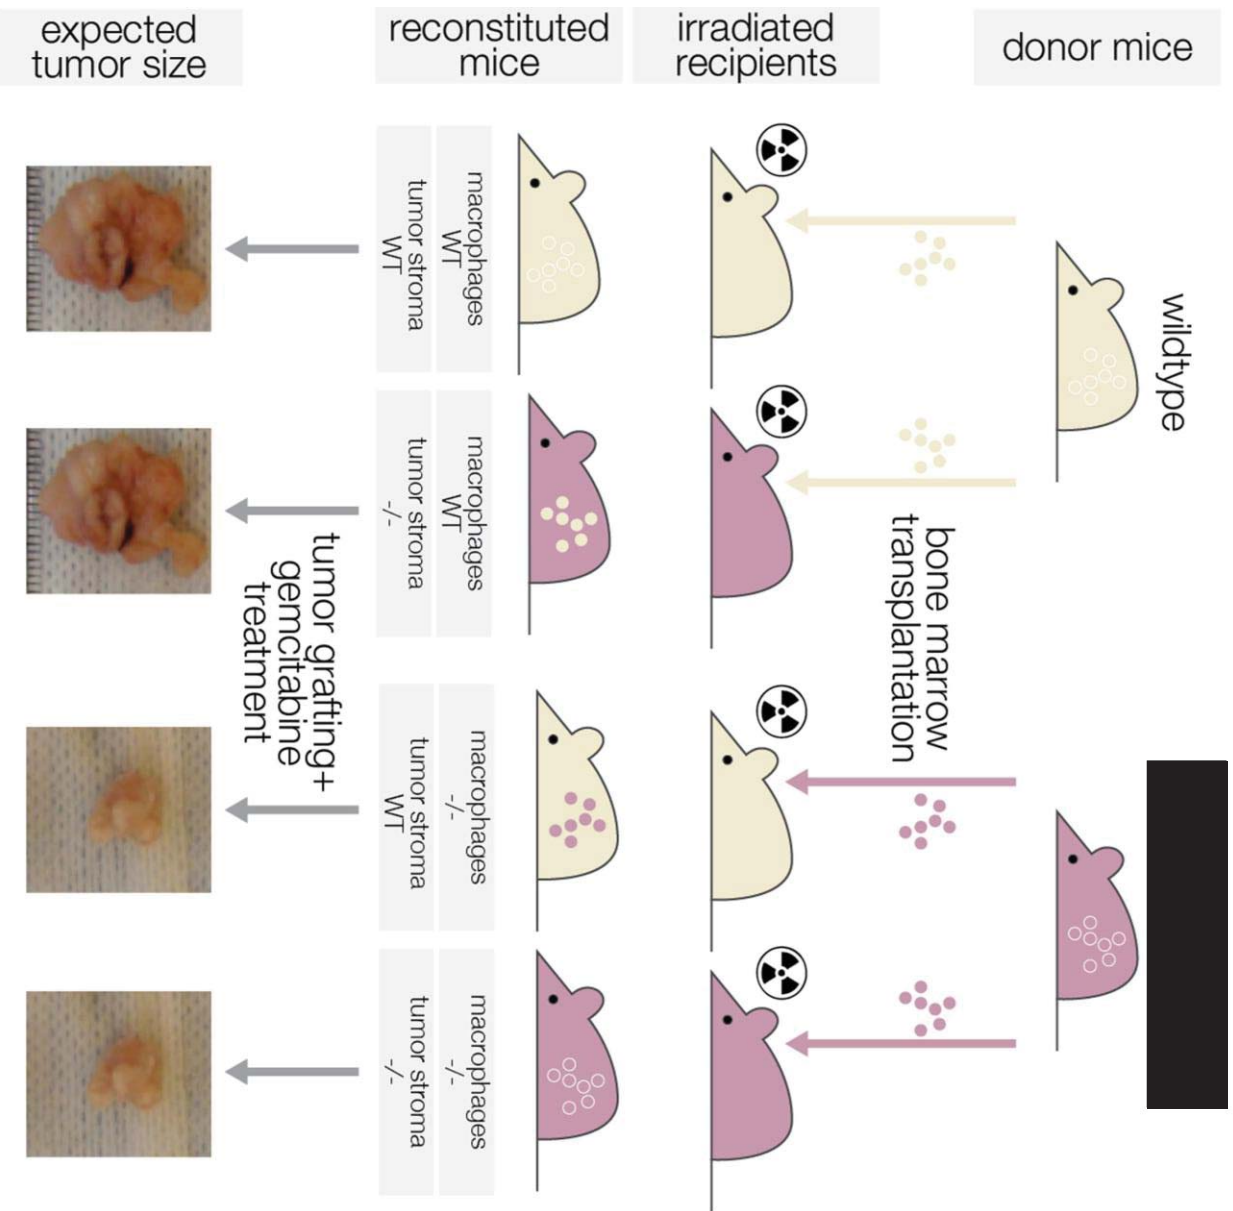 expected
tumor size
reconstituted
mice
irradiated
recipients
donor mice
wildtype
bone marrow
transplantation
macrophages
WT
tumor stroma
WT
macrophages
WT
tumor stroma
-/-
macrophages
-/-
tumor stroma
WT
macrophages
-/-
tumor stroma
-/-
tumor grafting+
gemcitabine
treatment